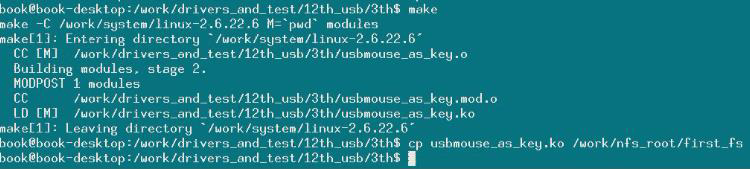 book@book-desktop:/work/drivers_and_test/12th_usb/3th$ make
make -C /work/system/linux-2.6.22.6 M=`pwd` modules
make[1]: Entering directory `/work/system/linux-2.6.22.6´
  CC [M]  /work/drivers_and_test/12th_usb/3th/usbmouse_as_key.o
  Building modules, stage 2.
  MODPOST 1 modules
  CC      /work/drivers_and_test/12th_usb/3th/usbmouse_as_key.mod.o
  LD [M]  /work/drivers_and_test/12th_usb/3th/usbmouse_as_key.ko
make[1]: Leaving directory `/work/system/linux-2.6.22.6´
book@book-desktop:/work/drivers_and_test/12th_usb/3th$ cp usbmouse_as_key.ko /work/nfs_root/first_fs
book@book-desktop:/work/drivers_and_test/12th_usb/3th$